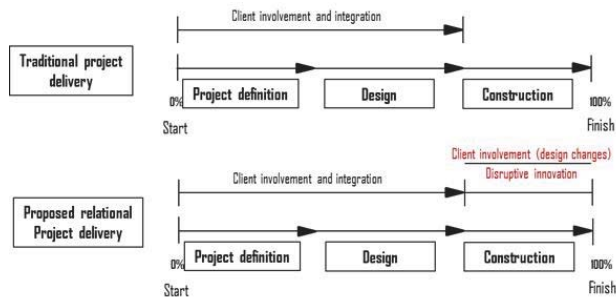 Client involvement and integration
Traditional project
delivery
0%
Project definition
Design
Construction
100%
Start
Finish
Client involvement (design changes)
Client involvement and integration
Disruptive innovation
Proposed relational
Project delivery
0%
Project definition
Design
Construction
100%
Start
Finish